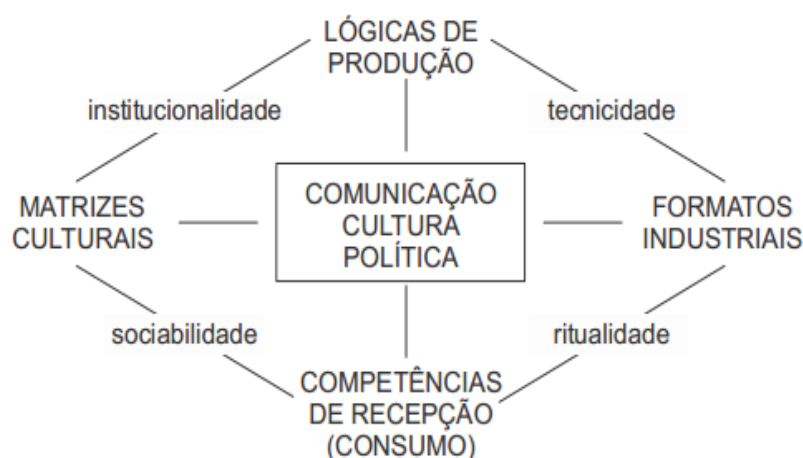 LÓGICAS DE
PRODUÇÃO
institucionalidade
tecnicidade
MATRIZES
CULTURAIS
COMUNICAÇÃO
CULTURA
POLÍTICA
FORMATOS
INDUSTRIAIS
sociabilidade
ritualidade
COMPETÊNCIAS
DE RECEPÇÃO
(CONSUMO)